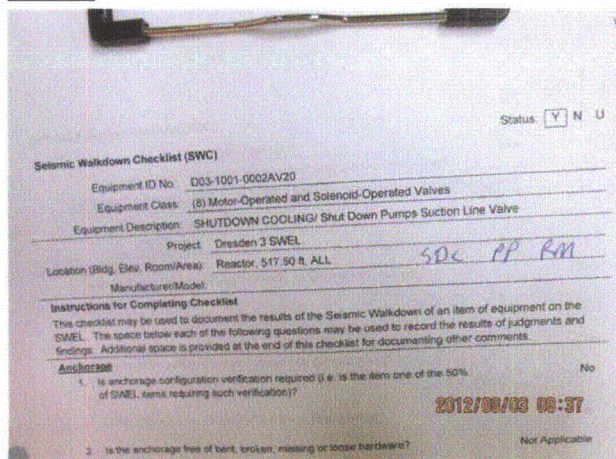 Status: Y N U
Seismic Walkdown Checklist (SWC)
Equipment ID No. D03-1001-0002AV20
Equipment Class (8) Motor-Operated and Solenoid-Operated Valves
Equipment Description: SHUTDOWN COOLING/ Shut Down Pumps Suction Line Valve
Project: Dresden 3 SWEL
Location (Bldg, Elev, Room/Area): Reactor, 517.50 ft, ALL SDC PP RM
Manufacturer/Model:
Instructions for Completing Checklist
This checklist may be used to document the results of the Seismic Walkdown of an item of equipment on the
SWEL. The space below each of the following questions may be used to record the results of judgments and
findings. Additional space is provided at the end of this checklist for documenting other comments.
Anchorage
1. Is anchorage configuration verification required (i.e. is the item one of the 50% No
of SWEL items requiring such verification)?
2012/08/03 08:37
2. Is the anchorage free of bent, broken, missing or loose hardware? Not Applicable